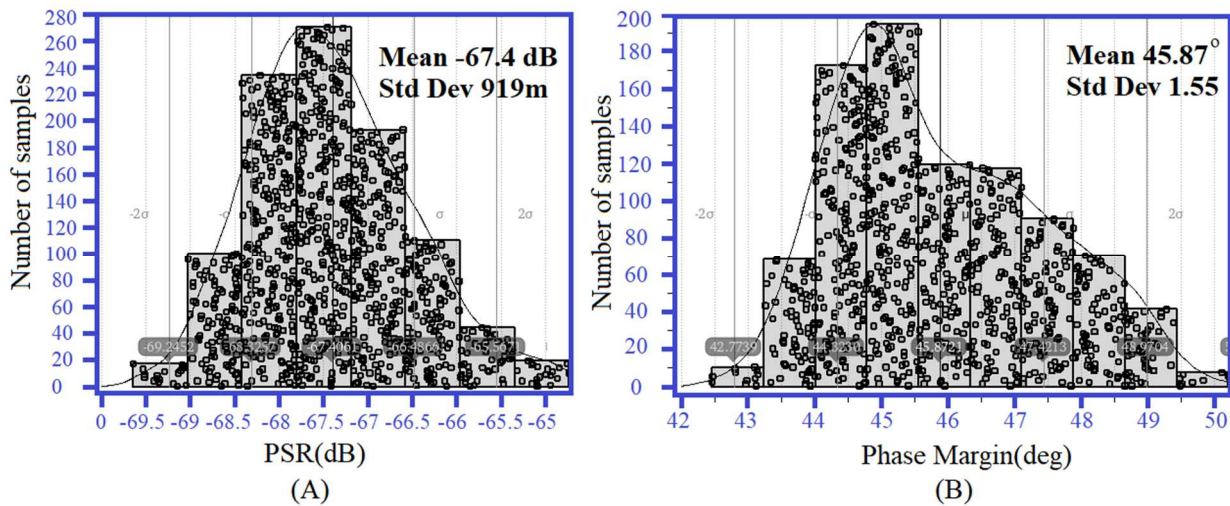 280
260
240
220
200
180
160
140
120
100
80
60
40
20
0
Number of samples
Mean -67.4 dB
Std Dev 919m
-2σ
-σ
σ
2σ
-69.2452
-67.4061
0 -69.5 -69 -68.5 -68 -67.5 -67 -66.5 -66 -65.5 -65
PSR(dB)
(A)
200
180
160
140
120
100
80
60
40
20
0
Number of samples
Mean 45.87°
Std Dev 1.55
-2σ
μ
σ
2σ
42.7739
45.8721
47.4213
48.9704
42 43 44 45 46 47 48 49 50
Phase Margin(deg)
(B)